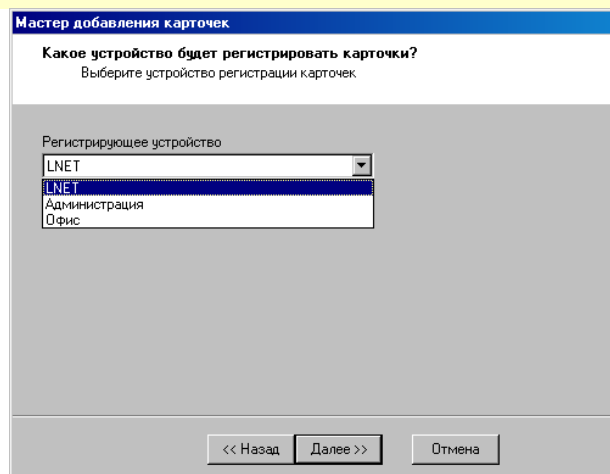 Мастер добавления карточек
Какое устройство будет регистрировать карточки?
Выберите устройство регистрации карточек
Регистрирующее устройство
LNET
LNET
Администрация
Офис
<< Назад
Далее >>
Отмена